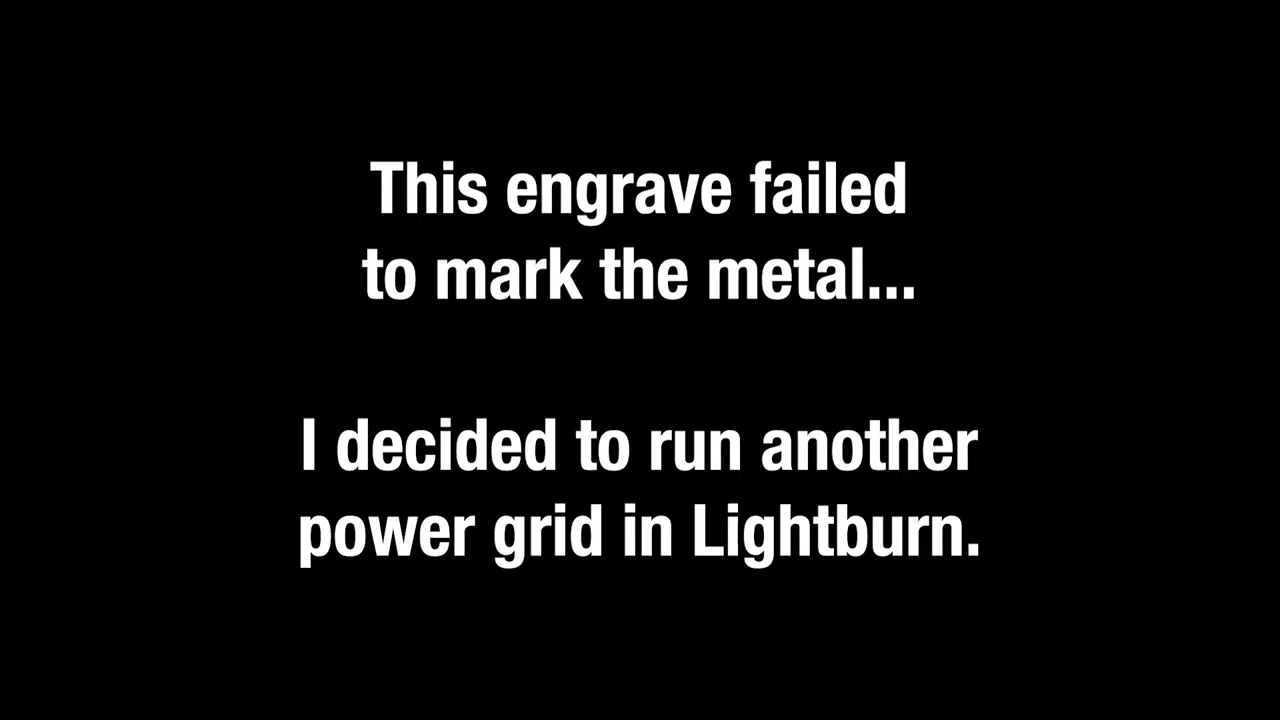 This engrave failed
to mark the metal...
I decided to run another
power grid in Lightburn.